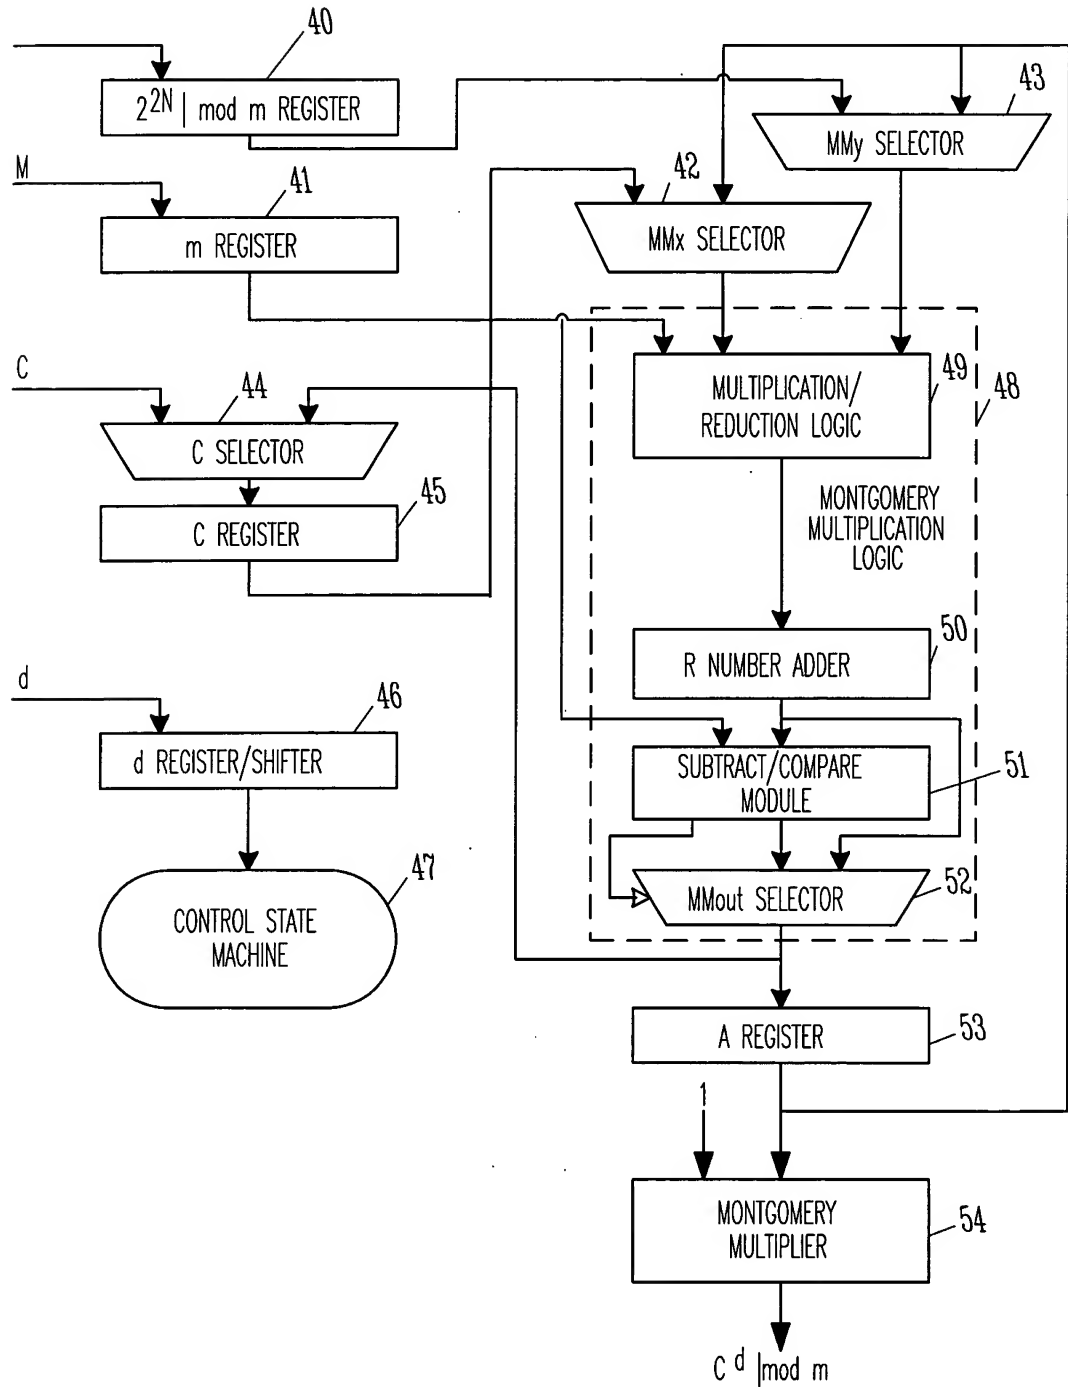 40
2^2N | mod m REGISTER
43
MMy SELECTOR
M
41
m REGISTER
42
MMx SELECTOR
C
44
C SELECTOR
45
C REGISTER
49
MULTIPLICATION/
REDUCTION LOGIC
48
MONTGOMERY
MULTIPLICATION
LOGIC
50
R NUMBER ADDER
d
46
d REGISTER/SHIFTER
51
SUBTRACT/COMPARE
MODULE
47
CONTROL STATE
MACHINE
52
MMout SELECTOR
53
A REGISTER
1
54
MONTGOMERY
MULTIPLIER
C^d |mod m